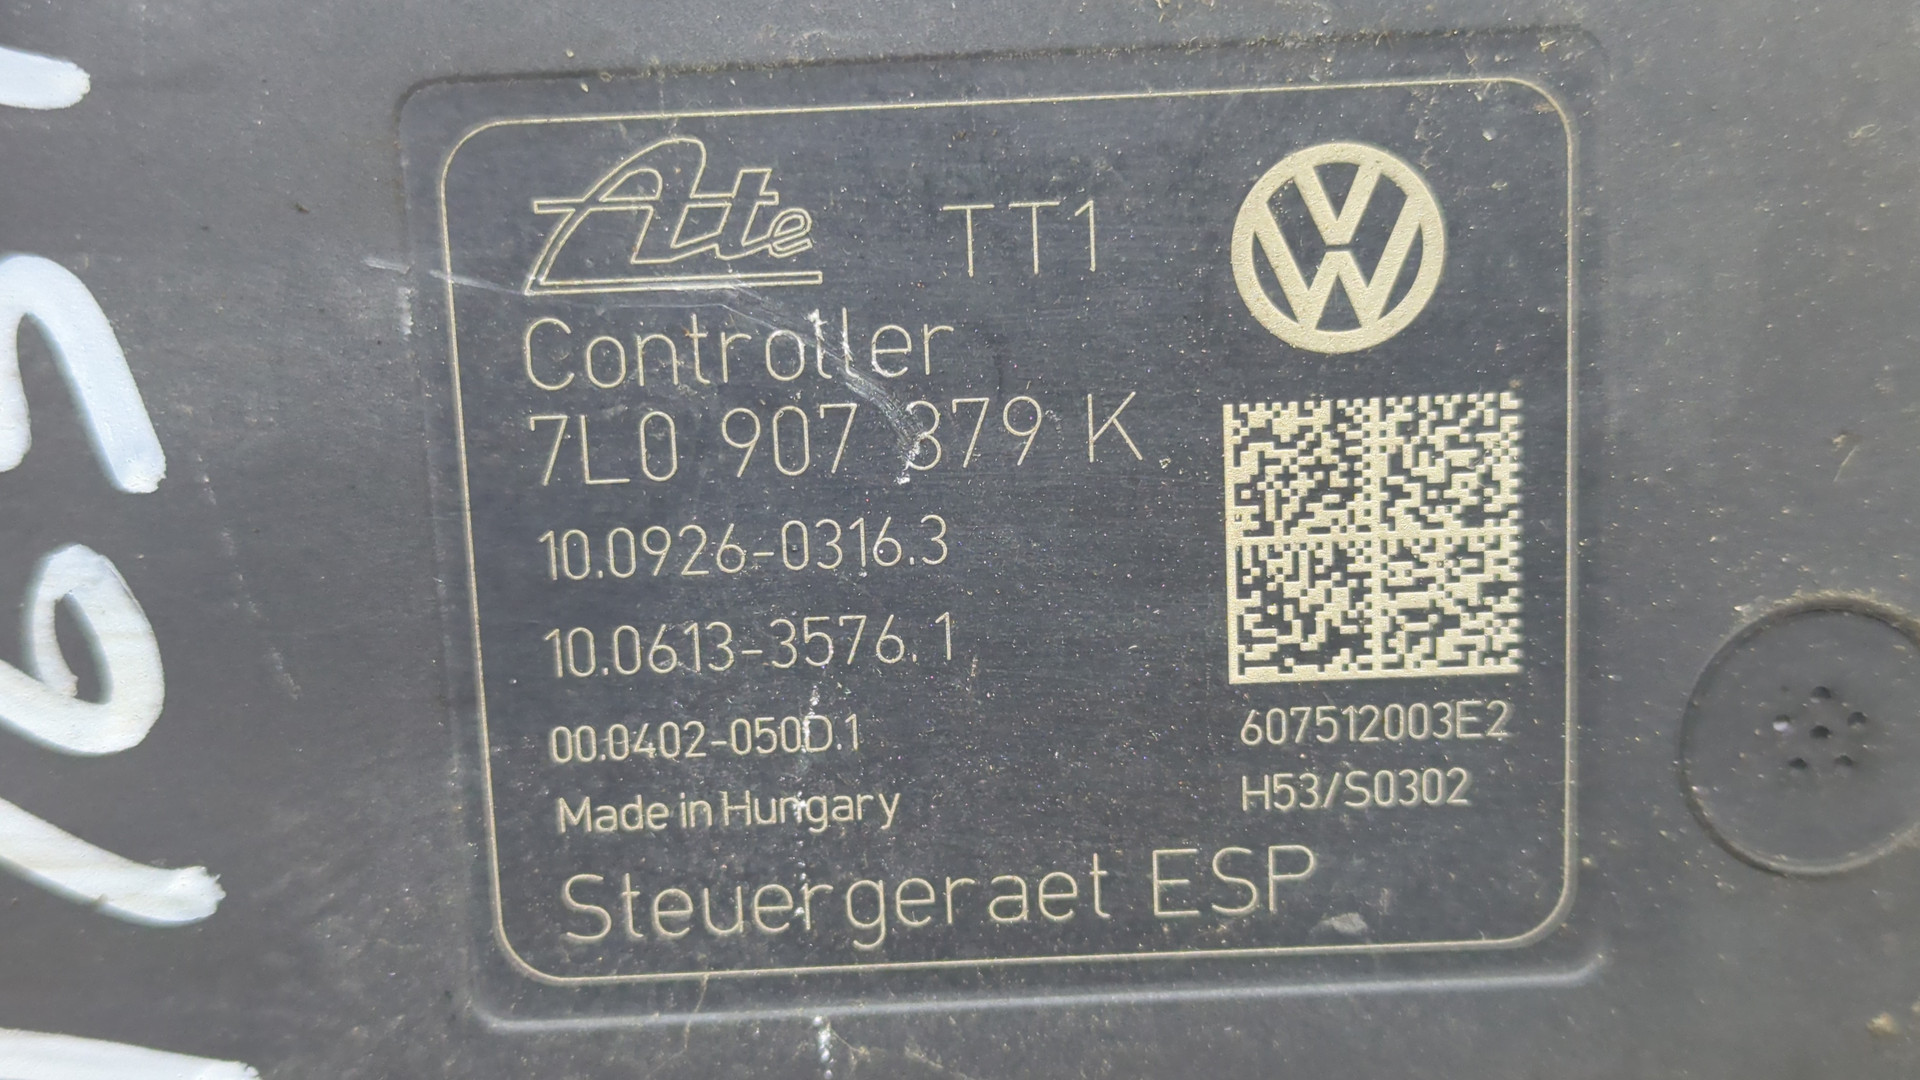 Ate TT1
Controller
7L0 907 379 K
10.0926-0316.3
10.0613-3576.1
00.0402-050D.1
607512003E2
Made in Hungary
H53/S0302
Steuergeraet ESP